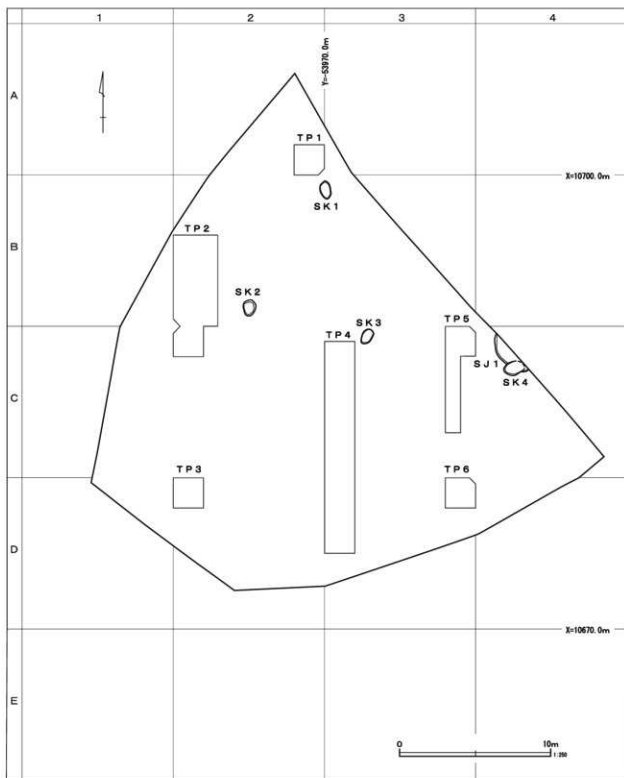 1 2 3 4
Y=-53970.0m
A
TP1
X=10700.0m
SK1
B
TP2
SK2
SK3
TP4
TP5
SJ1
SK4
C
TP3
TP6
D
X=10670.0m
E
0 10m
1:250